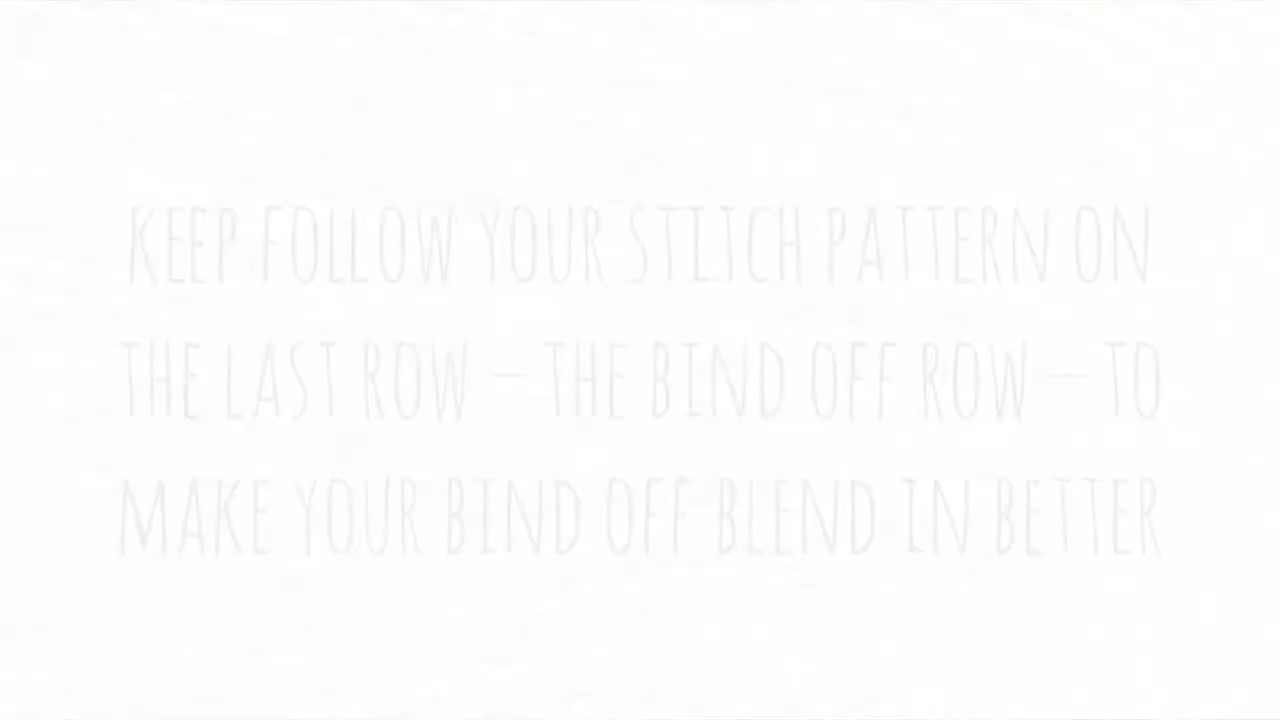 KEEP FOLLOW YOUR STITCH PATTERN ON
THE LAST ROW – THE BIND OFF ROW – TO
MAKE YOUR BIND OFF BLEND IN BETTER